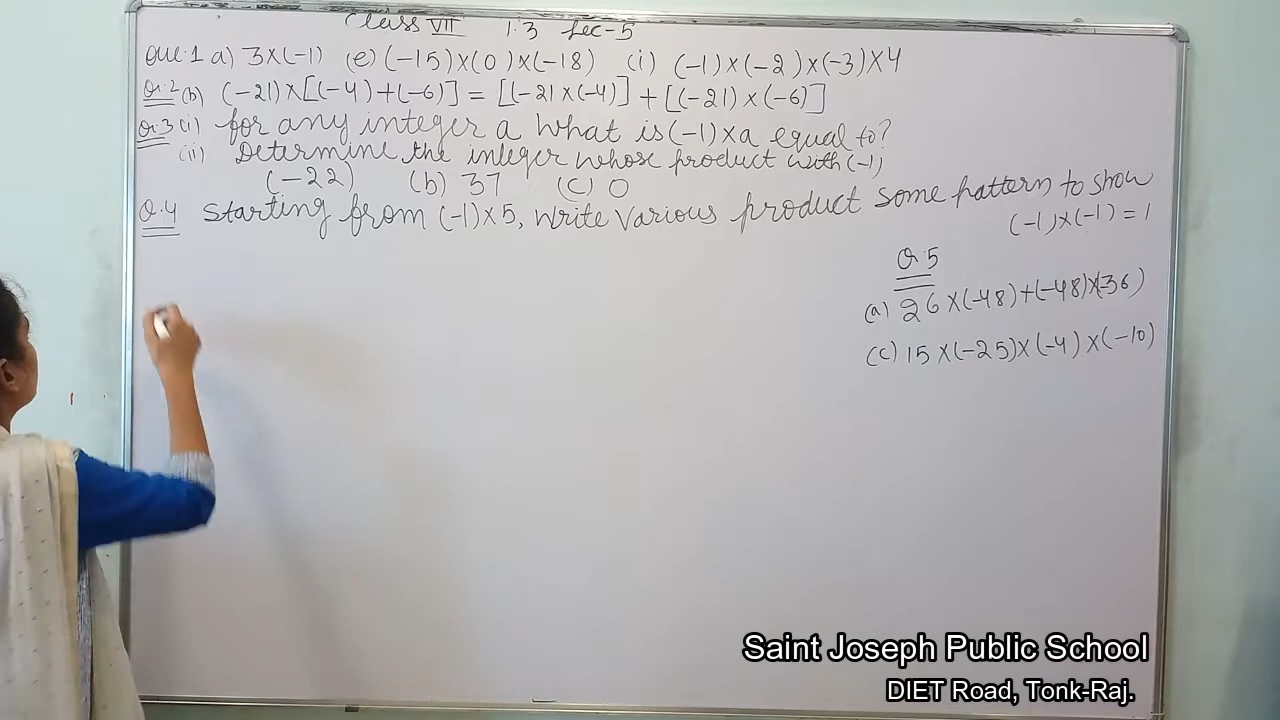 Class VII 1.3 Lec-5
Que.1 a) 3×(-1) (e) (-15)×(0)×(-18) (i) (-1)×(-2)×(-3)×4
Q.2 (b) (-21)×[(-4)+(-6)] = [(-21×(-4)]+[(-21)×(-6)]
Q.3 (i) for any integer a what is (-1)×a equal to?
(ii) Determine the integer whose product with (-1)
(-22) (b) 37 (C) 0
Q.4 Starting from (-1)×5, write various product some pattern to show
(-1)×(-1)=1
Q.5
(a) 26×(-48)+(-48)×(-36)
(c) 15×(-25)×(-4)×(-10)
Saint Joseph Public School
DIET Road, Tonk-Raj.